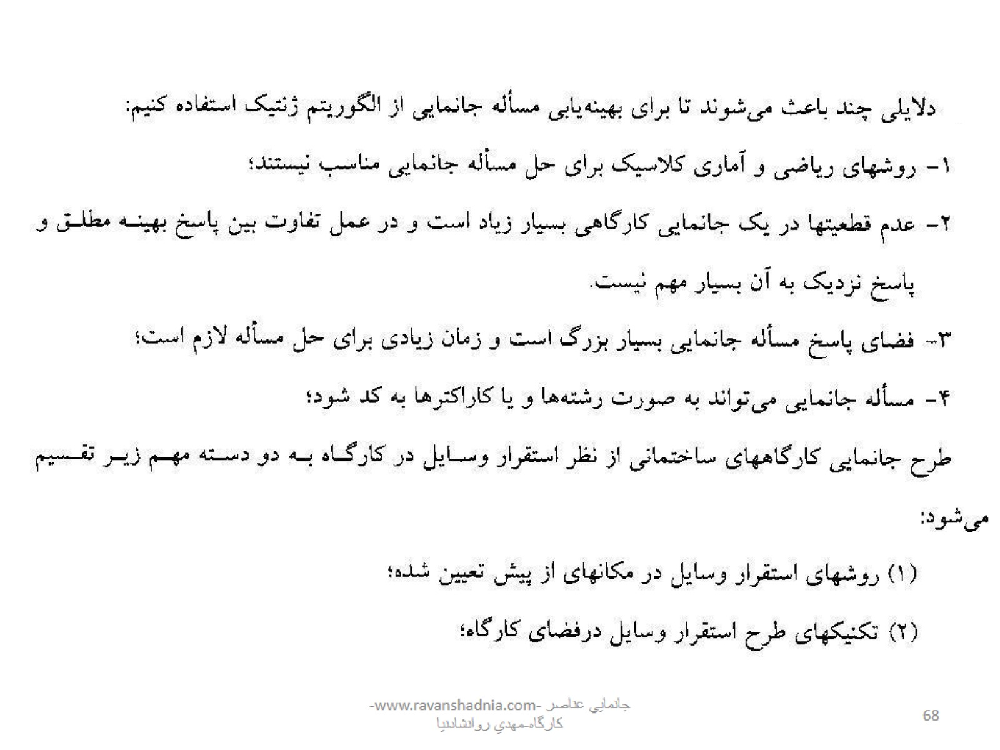 دلایلی چند باعث می‌شوند تا برای بهینه‌یابی مسأله جانمایی از الگوریتم ژنتیک استفاده کنیم:
۱- روشهای ریاضی و آماری کلاسیک برای حل مسأله جانمایی مناسب نیستند؛
۲- عدم قطعیتها در یک جانمایی کارگاهی بسیار زیاد است و در عمل تفاوت بین پاسخ بهینه مطلق و
پاسخ نزدیک به آن بسیار مهم نیست.
۳- فضای پاسخ مسأله جانمایی بسیار بزرگ است و زمان زیادی برای حل مسأله لازم است؛
۴- مسأله جانمایی می‌تواند به صورت رشته‌ها و یا کاراکترها به کد شود؛
طرح جانمایی کارگاههای ساختمانی از نظر استقرار وسایل در کارگاه به دو دسته مهم زیر تقسیم
می‌شود:
(۱) روشهای استقرار وسایل در مکانهای از پیش تعیین شده؛
(۲) تکنیکهای طرح استقرار وسایل درفضای کارگاه؛
جانمایي عناصر -www.ravanshadnia.com-
کارگاه-مهدي روانشادنیا
68